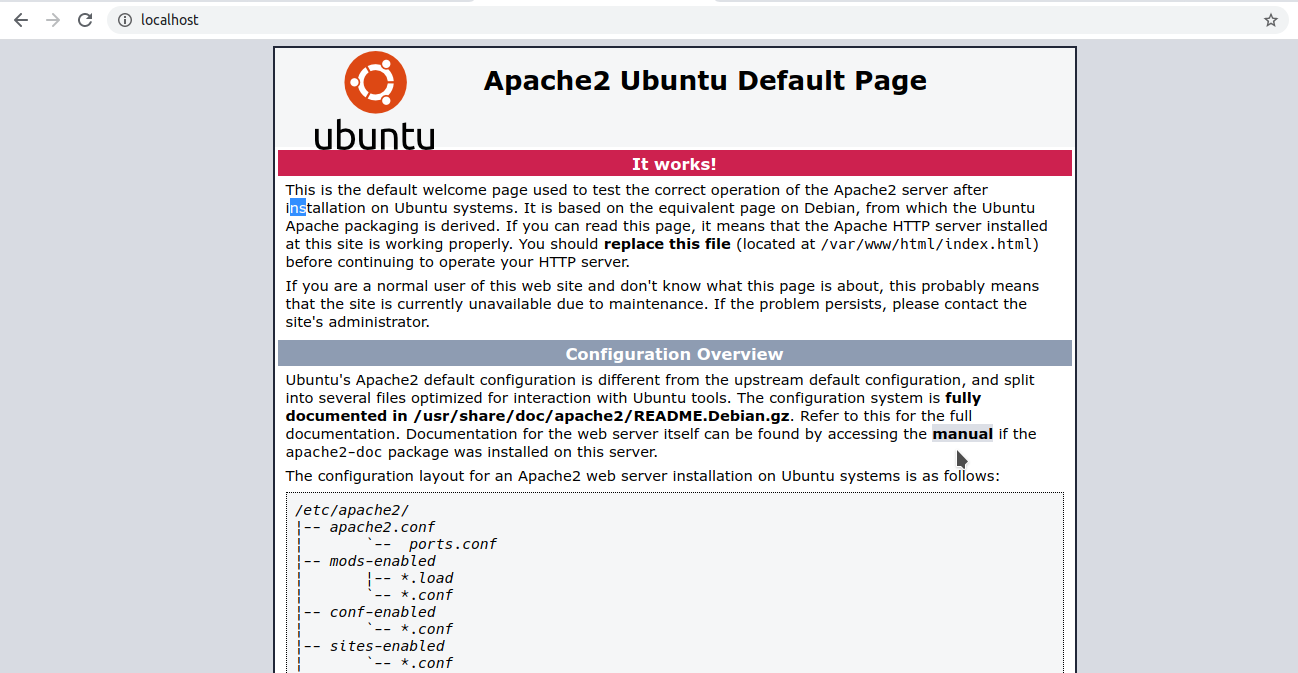 localhost
ubuntu
Apache2 Ubuntu Default Page
It works!
This is the default welcome page used to test the correct operation of the Apache2 server after
installation on Ubuntu systems. It is based on the equivalent page on Debian, from which the Ubuntu
Apache packaging is derived. If you can read this page, it means that the Apache HTTP server installed
at this site is working properly. You should replace this file (located at /var/www/html/index.html)
before continuing to operate your HTTP server.
If you are a normal user of this web site and don't know what this page is about, this probably means
that the site is currently unavailable due to maintenance. If the problem persists, please contact the
site's administrator.
Configuration Overview
Ubuntu's Apache2 default configuration is different from the upstream default configuration, and split
into several files optimized for interaction with Ubuntu tools. The configuration system is fully
documented in /usr/share/doc/apache2/README.Debian.gz. Refer to this for the full
documentation. Documentation for the web server itself can be found by accessing the manual if the
apache2-doc package was installed on this server.
The configuration layout for an Apache2 web server installation on Ubuntu systems is as follows:
/etc/apache2/
|-- apache2.conf
|       `--  ports.conf
|-- mods-enabled
|       |-- *.load
|       `-- *.conf
|-- conf-enabled
|       `-- *.conf
|-- sites-enabled
|       `-- *.conf